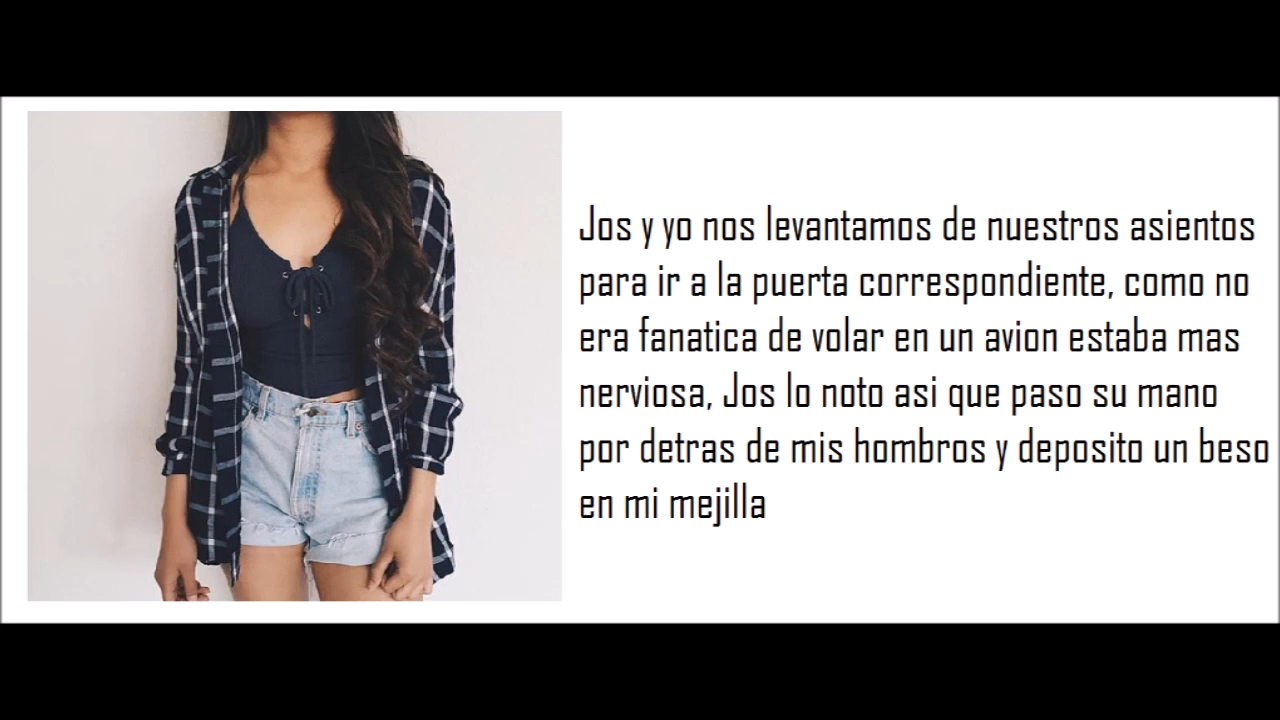 Jos y yo nos levantamos de nuestros asientos
para ir a la puerta correspondiente, como no
era fanatica de volar en un avion estaba mas
nerviosa, Jos lo noto asi que paso su mano
por detras de mis hombros y deposito un beso
en mi mejilla